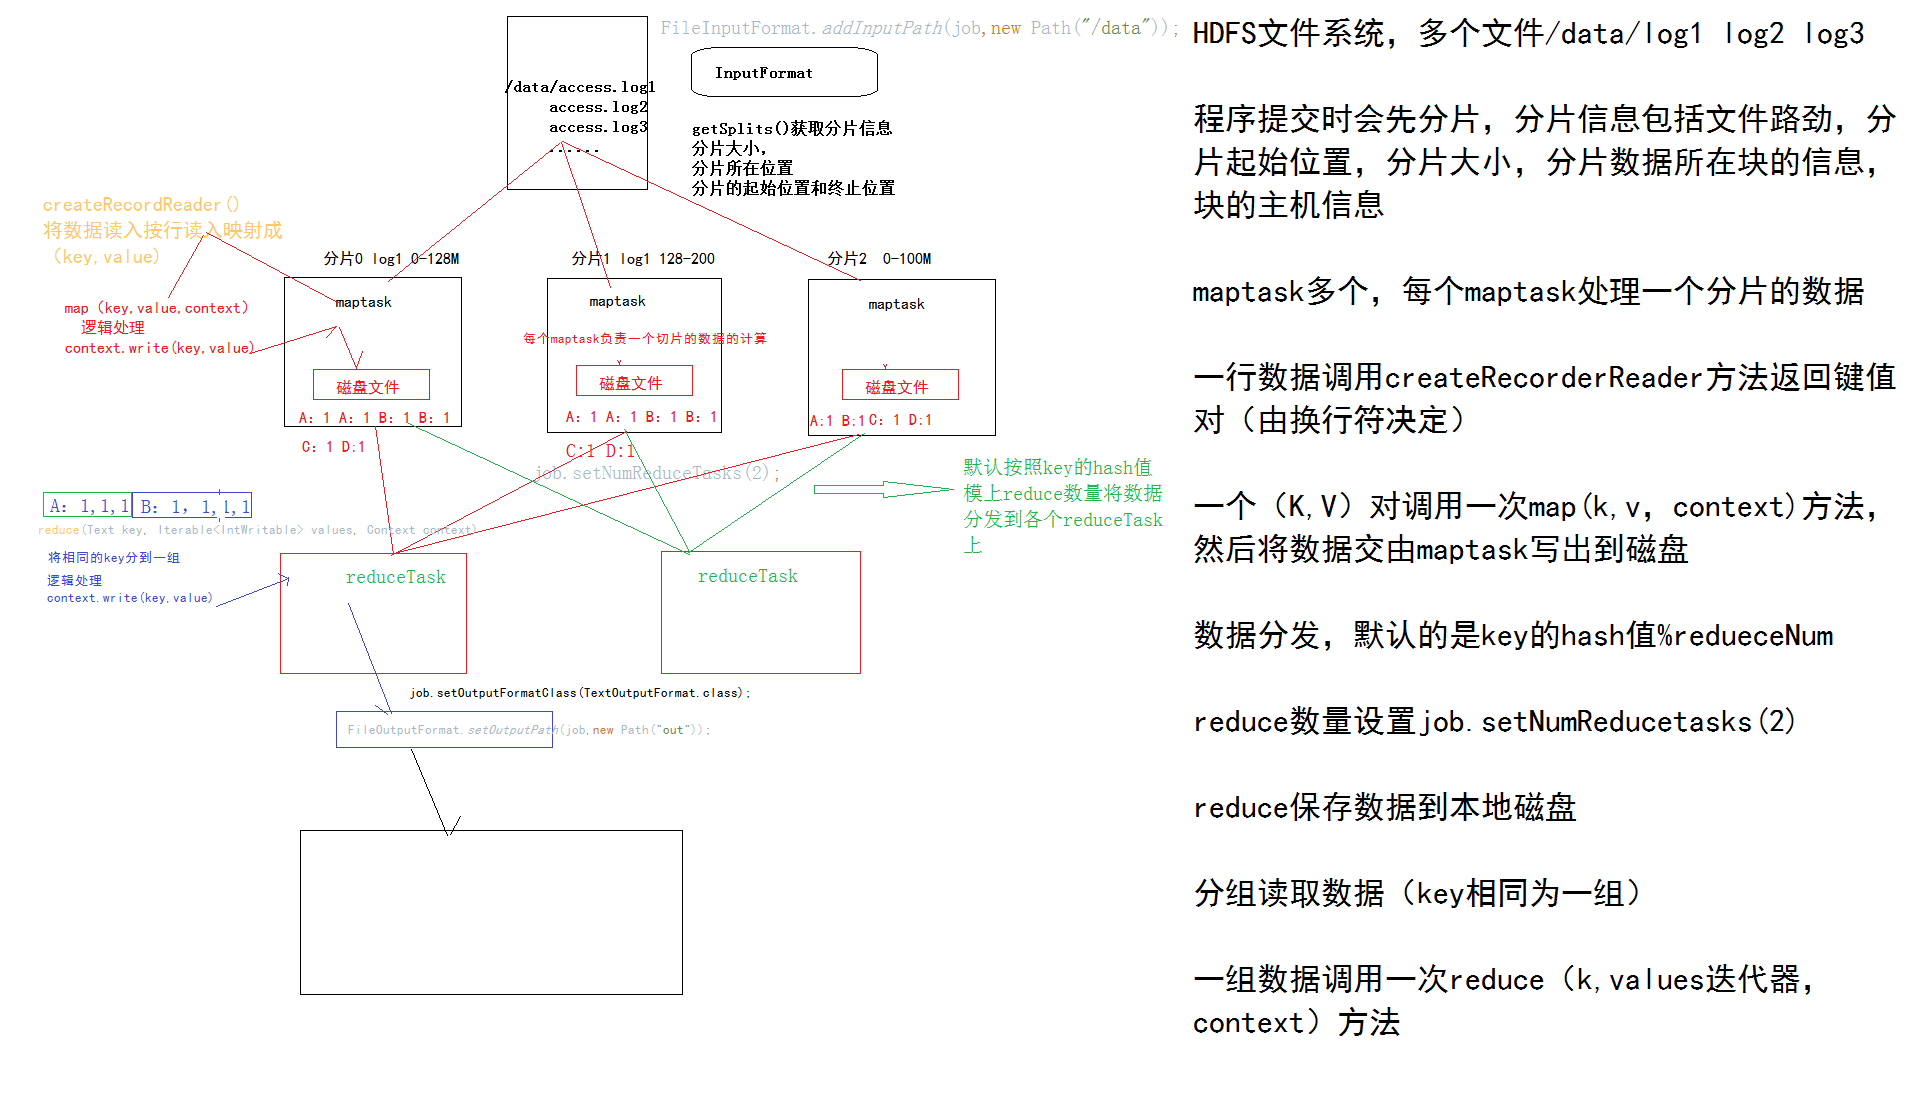 FileInputFormat.addInputPath(job,new Path("/data"));
InputFormat
/data/access.log1
access.log2
access.log3
......
getSplits()获取分片信息
分片大小，
分片所在位置
分片的起始位置和终止位置
createRecordReader()
将数据读入按行读入映射成
（key,value）
map（key,value,context）
逻辑处理
context.write(key,value)
分片0 log1 0-128M
maptask
磁盘文件
A：1 A：1 B：1 B：1
C：1 D:1
分片1 log1 128-200
maptask
每个maptask负责一个切片的数据的计算
磁盘文件
A：1 A：1 B：1 B：1
C:1 D:1
分片2 0-100M
maptask
磁盘文件
A:1 B:1 C：1 D:1
job.setNumReduceTasks(2);
默认按照key的hash值
模上reduce数量将数据
分发到各个reduceTask
上
A：1,1,1 B：1，1,1,1
reduce(Text key, Iterable<IntWritable> values, Context context)
将相同的key分到一组
逻辑处理
context.write(key,value)
reduceTask
reduceTask
job.setOutputFormatClass(TextOutputFormat.class);
FileOutputFormat.setOutputPath(job,new Path("out"));
HDFS文件系统，多个文件/data/log1 log2 log3
程序提交时会先分片，分片信息包括文件路劲，分
片起始位置，分片大小，分片数据所在块的信息，
块的主机信息
maptask多个，每个maptask处理一个分片的数据
一行数据调用createRecorderReader方法返回键值
对（由换行符决定）
一个（K,V）对调用一次map(k,v，context)方法，
然后将数据交由maptask写出到磁盘
数据分发，默认的是key的hash值%redueceNum
reduce数量设置job.setNumReducetasks(2)
reduce保存数据到本地磁盘
分组读取数据（key相同为一组）
一组数据调用一次reduce（k,values迭代器，
context）方法